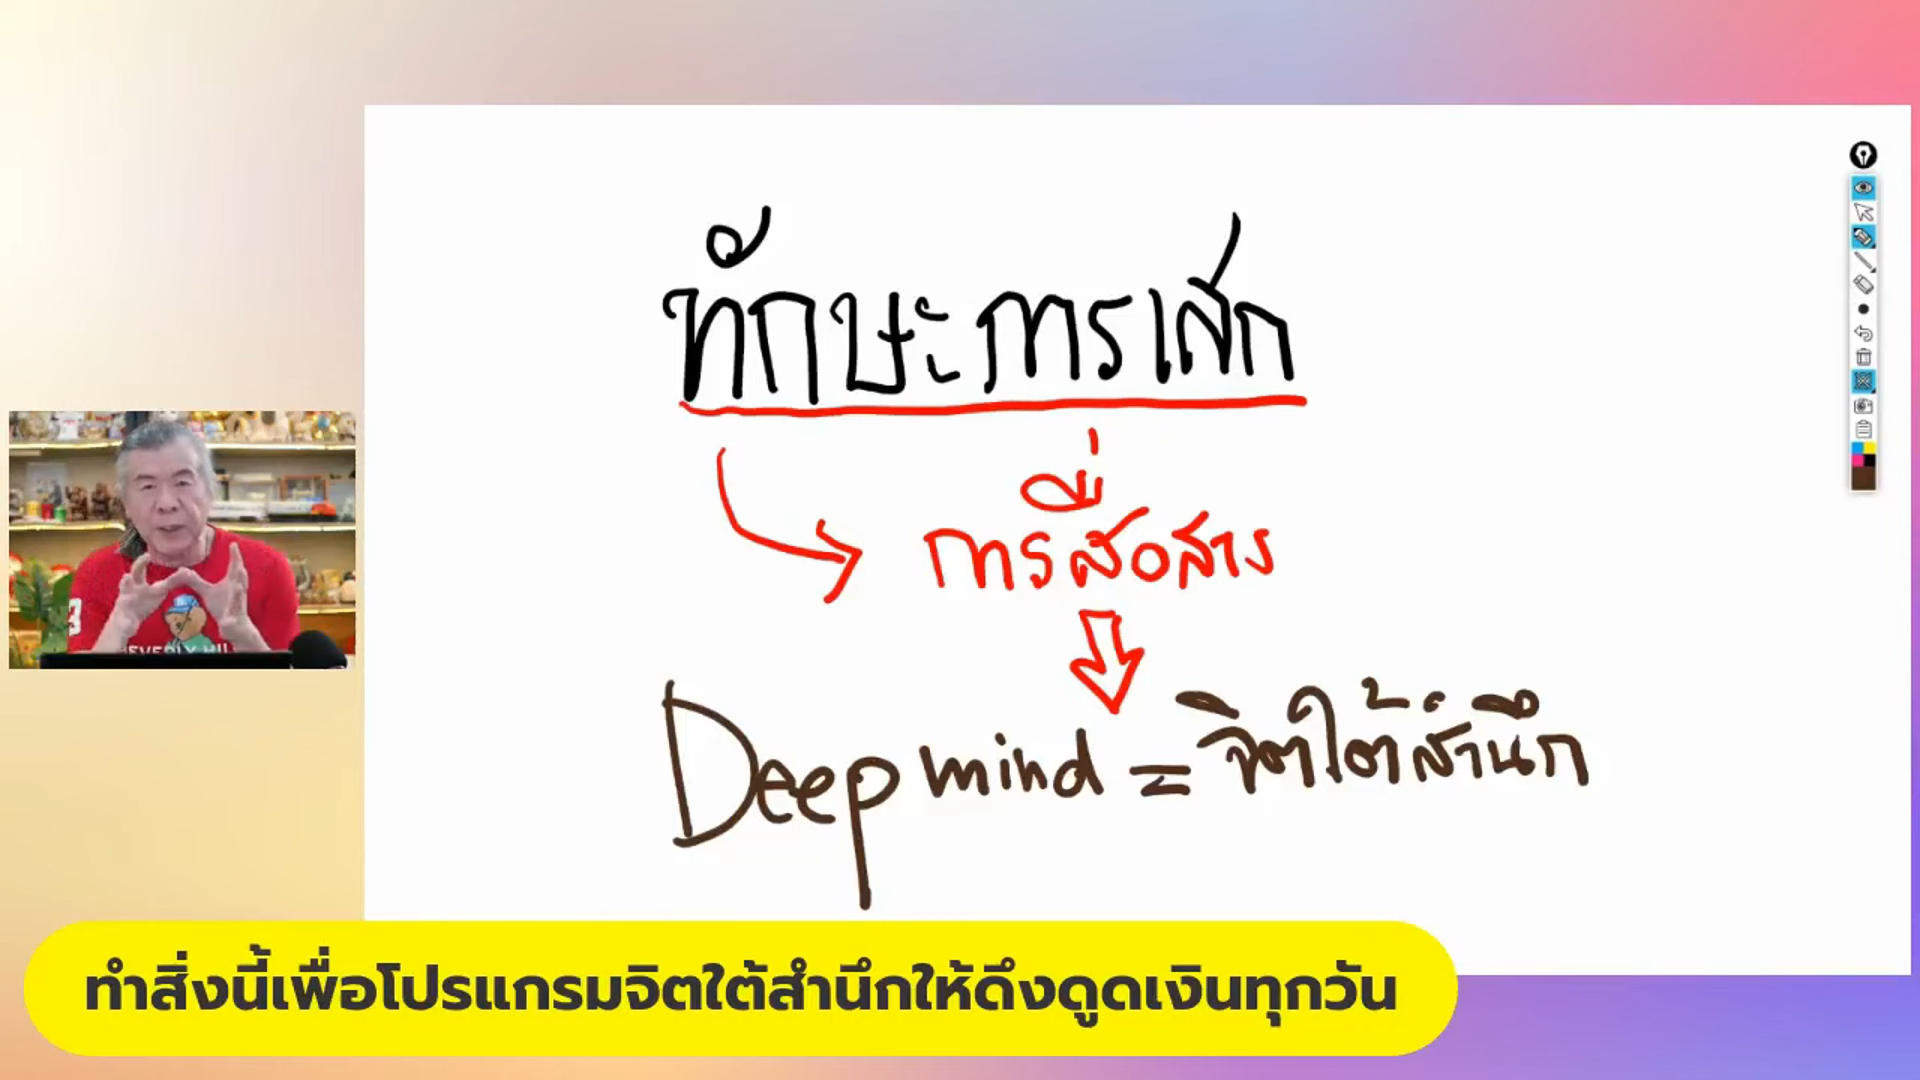 ทักษะการเสก
การสื่อสาร
Deep mind = จิตใต้สำนึก
ทำสิ่งนี้เพื่อโปรแกรมจิตใต้สำนึกให้ดึงดูดเงินทุกวัน